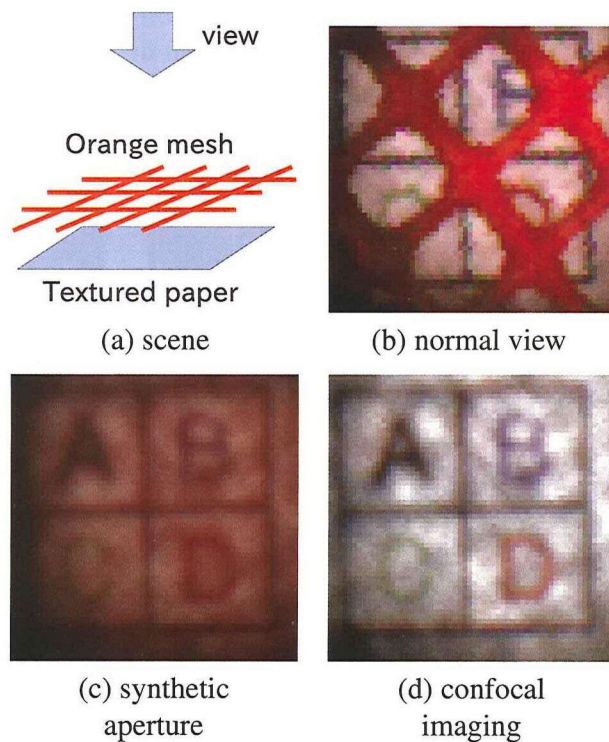 view
Orange mesh
Textured paper
(a) scene
(b) normal view
A B
C D
(c) synthetic
aperture
A B
C D
(d) confocal
imaging